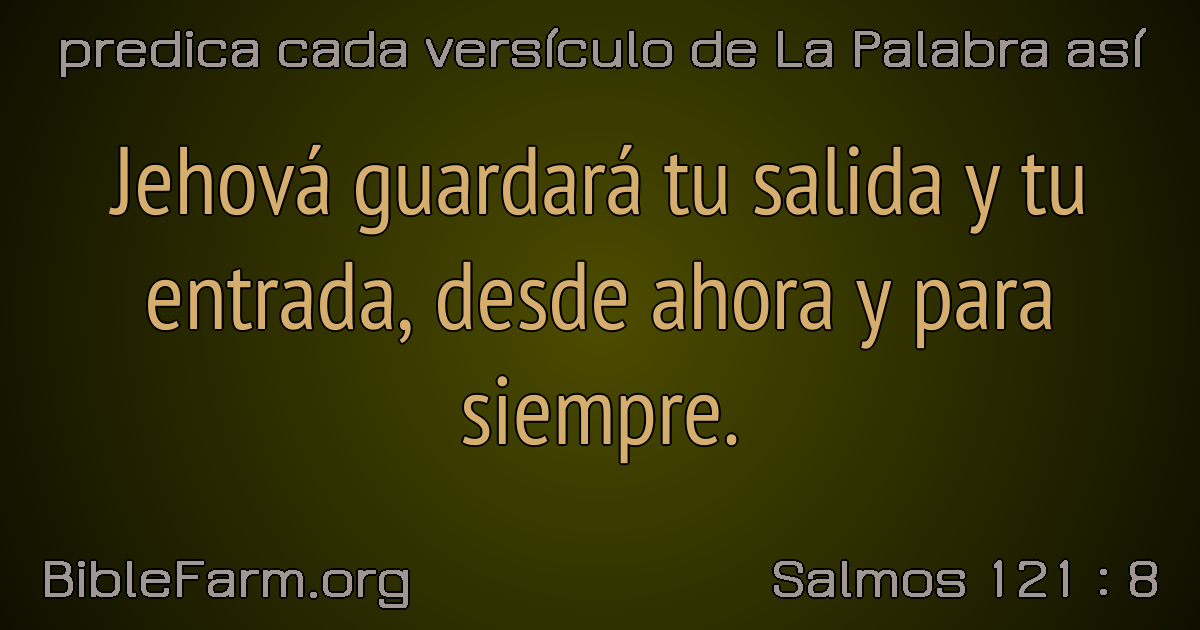 predica cada versículo de La Palabra así
Jehová guardará tu salida y tu
entrada, desde ahora y para
siempre.
BibleFarm.org
Salmos 121 : 8